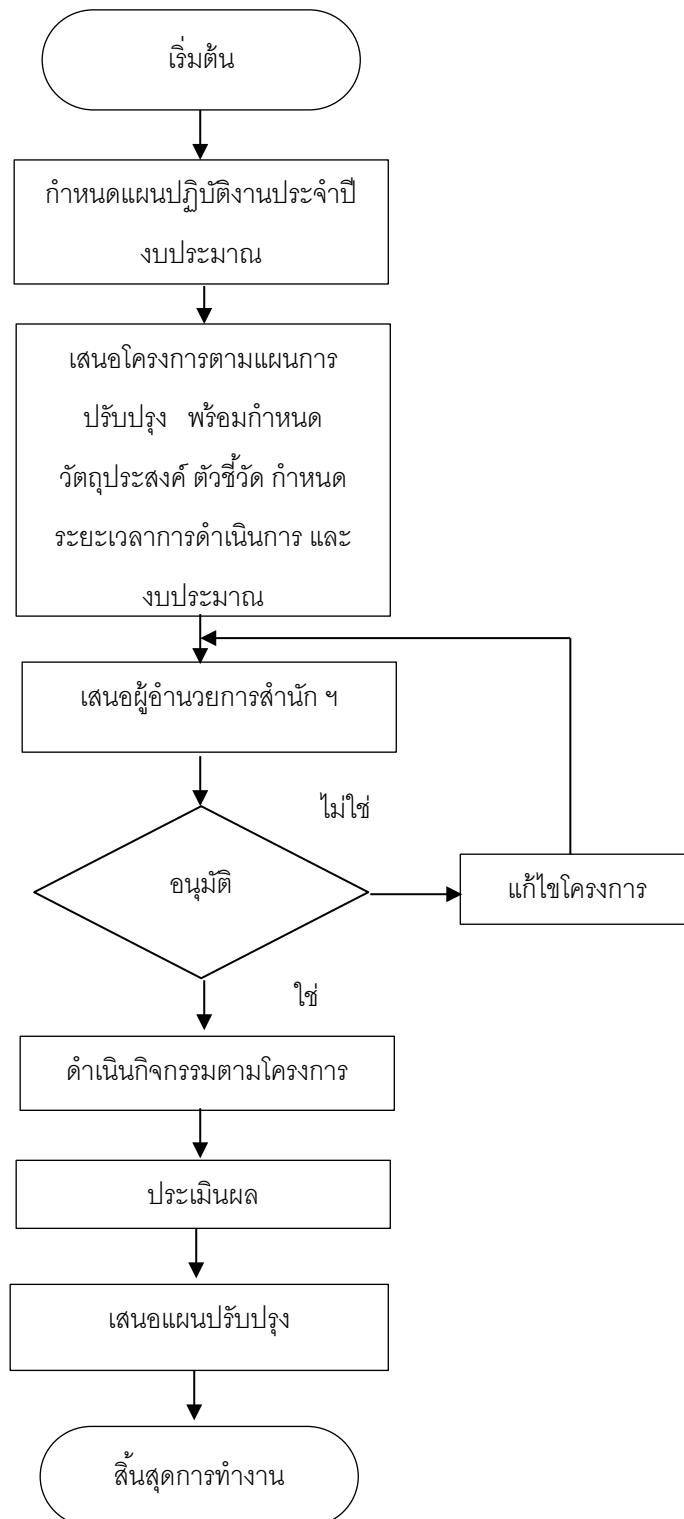 เริ่มต้น
กำหนดแผนปฏิบัติงานประจำปี
งบประมาณ
เสนอโครงการตามแผนการ
ปรับปรุง พร้อมกำหนด
วัตถุประสงค์ ตัวชี้วัด กำหนด
ระยะเวลาการดำเนินการ และ
งบประมาณ
เสนอผู้อำนวยการสำนัก ฯ
ไม่ใช่
อนุมัติ
แก้ไขโครงการ
ใช่
ดำเนินกิจกรรมตามโครงการ
ประเมินผล
เสนอแผนปรับปรุง
สิ้นสุดการทำงาน